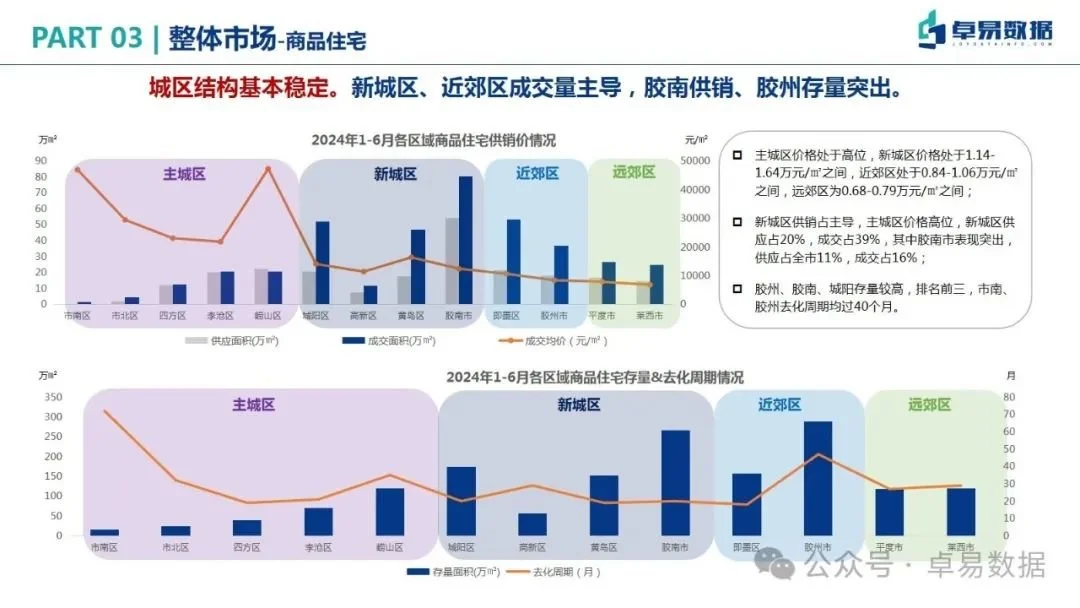 PART 03 | 整体市场-商品住宅
卓易数据
城区结构基本稳定。新城区、近郊区成交量主导，胶南供销、胶州存量突出。
万㎡
2024年1-6月各区域商品住宅供销价情况
元/㎡
主城区
新城区
近郊区
远郊区
90
80
70
60
50
40
30
20
10
0
50000
40000
30000
20000
10000
0
市南区 市北区 四方区 李沧区 崂山区 城阳区 高新区 黄岛区 胶南市 即墨区 胶州市 平度市 莱西市
供应面积(万㎡) 成交面积(万㎡) 成交均价（元/㎡）
主城区价格处于高位，新城区价格处于1.14-
1.64万元/㎡之间，近郊区处于0.84-1.06万元/㎡
之间，远郊区为0.68-0.79万元/㎡之间；
新城区供销占主导，主城区价格高位，新城区供
应占20%，成交占39%，其中胶南市表现突出，
供应占全市11%，成交占16%；
胶州、胶南、城阳存量较高，排名前三，市南、
胶州去化周期均过40个月。
万㎡
2024年1-6月各区域商品住宅存量&去化周期情况
月
主城区
新城区
近郊区
远郊区
350
300
250
200
150
100
50
0
80
70
60
50
40
30
20
10
0
市南区 市北区 四方区 李沧区 崂山区 城阳区 高新区 黄岛区 胶南市 即墨区 胶州市 平度市 莱西市
存量面积(万㎡) 去化周期（月）
公众号 · 卓易数据